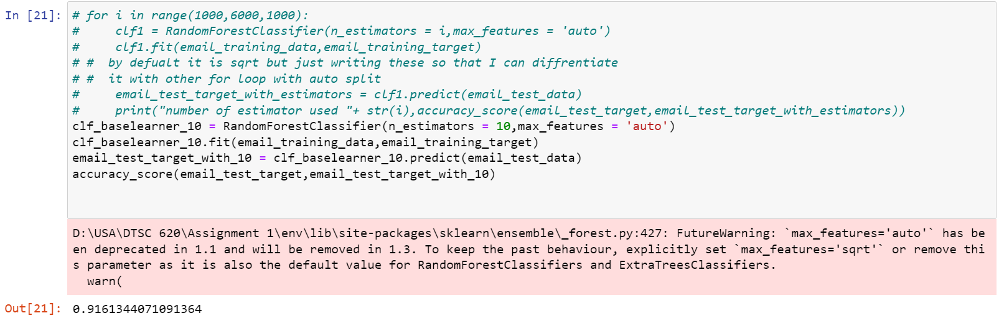 In [21]: # for i in range(1000,6000,1000):
#     clf1 = RandomForestClassifier(n_estimators = i,max_features = 'auto')
#     clf1.fit(email_training_data,email_training_target)
# #  by defualt it is sqrt but just writing these so that I can diffrentiate
# #  it with other for loop with auto split
#     email_test_target_with_estimators = clf1.predict(email_test_data)
#     print("number of estimator used "+ str(i),accuracy_score(email_test_target,email_test_target_with_estimators))
clf_baselearner_10 = RandomForestClassifier(n_estimators = 10,max_features = 'auto')
clf_baselearner_10.fit(email_training_data,email_training_target)
email_test_target_with_10 = clf_baselearner_10.predict(email_test_data)
accuracy_score(email_test_target,email_test_target_with_10)
D:\USA\DTSC 620\Assignment 1\env\lib\site-packages\sklearn\ensemble\_forest.py:427: FutureWarning: `max_features='auto'` has be
en deprecated in 1.1 and will be removed in 1.3. To keep the past behaviour, explicitly set `max_features='sqrt'` or remove thi
s parameter as it is also the default value for RandomForestClassifiers and ExtraTreesClassifiers.
  warn(
Out[21]: 0.9161344071091364